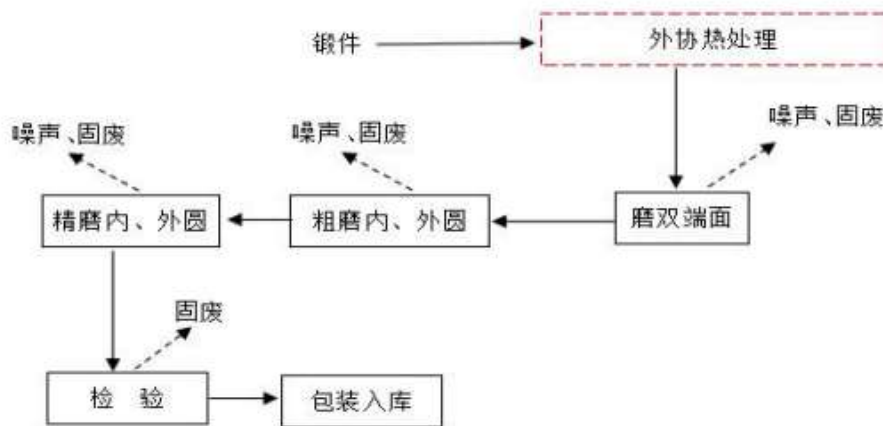 锻件
外协热处理
噪声、固废
噪声、固废
噪声、固废
精磨内、外圆
粗磨内、外圆
磨双端面
固废
检 验
包装入库